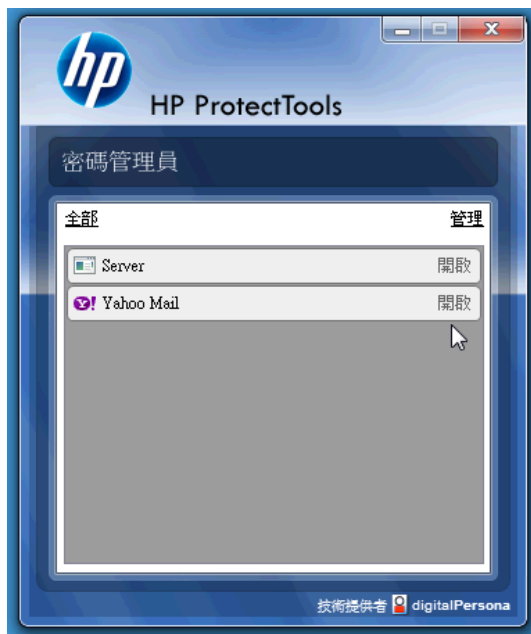 hp
HP ProtectTools
密碼管理員
全部 管理
Server 開啟
Yahoo Mail 開啟
技術提供者 digitalPersona